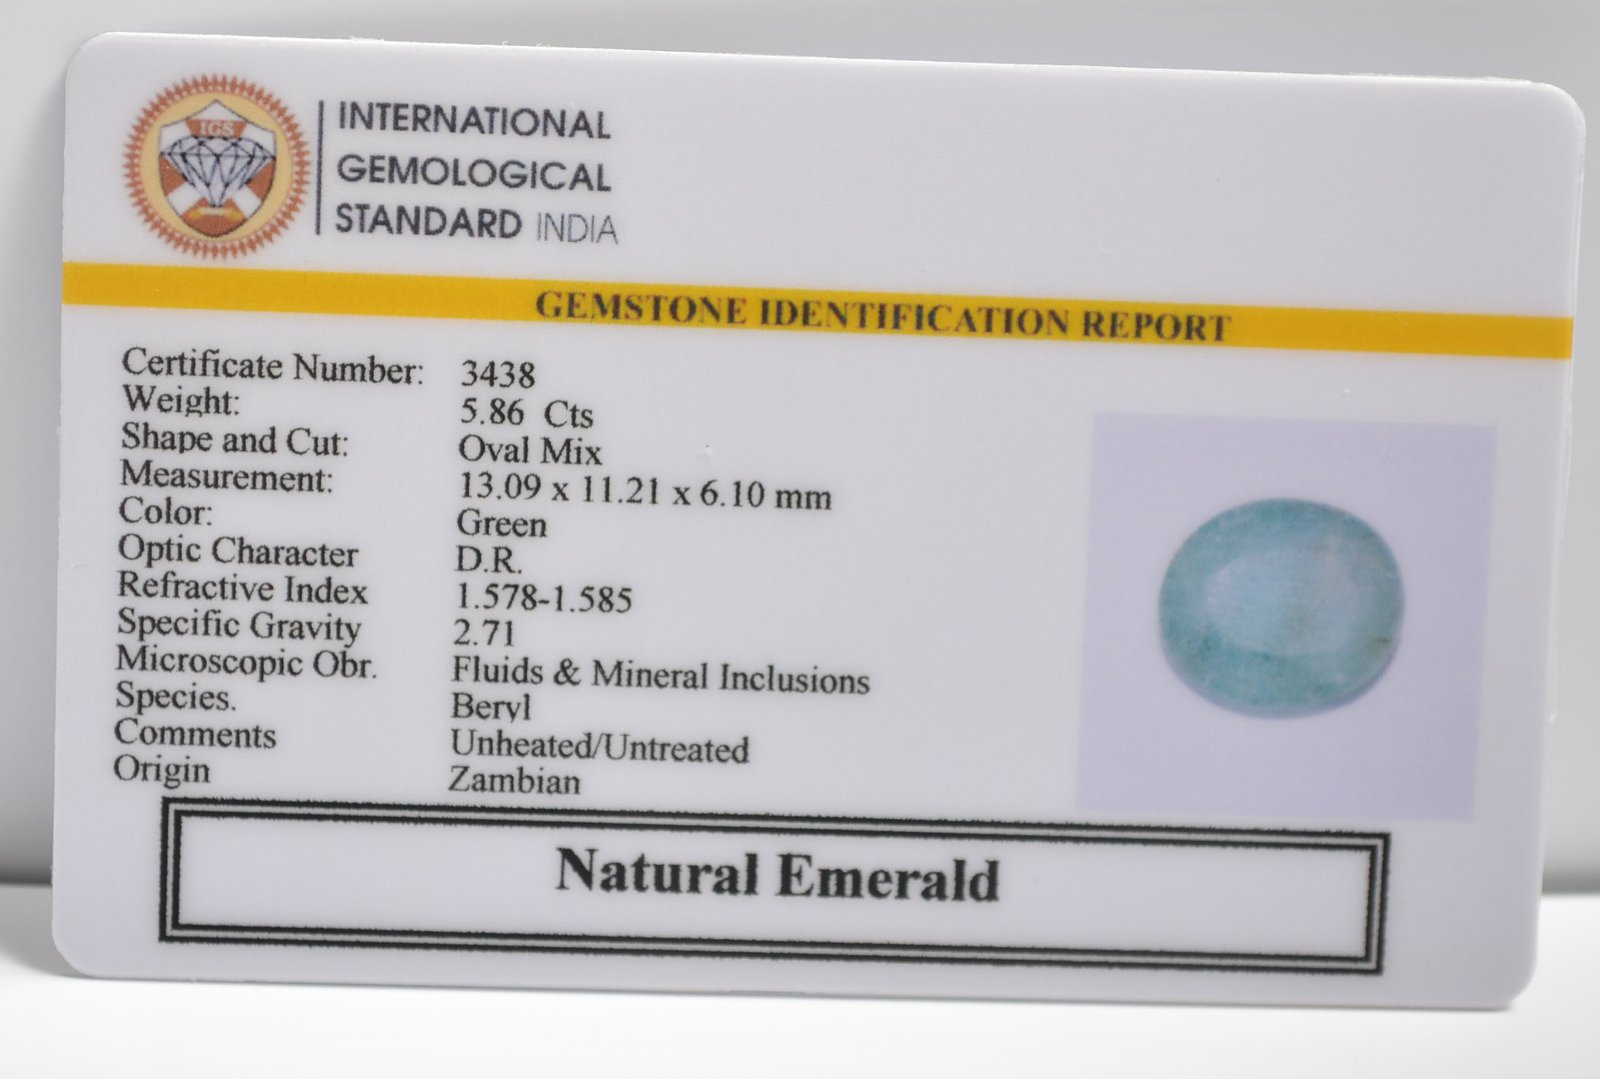 IGS
INTERNATIONAL
GEMOLOGICAL
STANDARD INDIA
GEMSTONE IDENTIFICATION REPORT
Certificate Number: 3438
Weight: 5.86 Cts
Shape and Cut: Oval Mix
Measurement: 13.09 x 11.21 x 6.10 mm
Color: Green
Optic Character D.R.
Refractive Index 1.578-1.585
Specific Gravity 2.71
Microscopic Obr. Fluids & Mineral Inclusions
Species. Beryl
Comments Unheated/Untreated
Origin Zambian
Natural Emerald